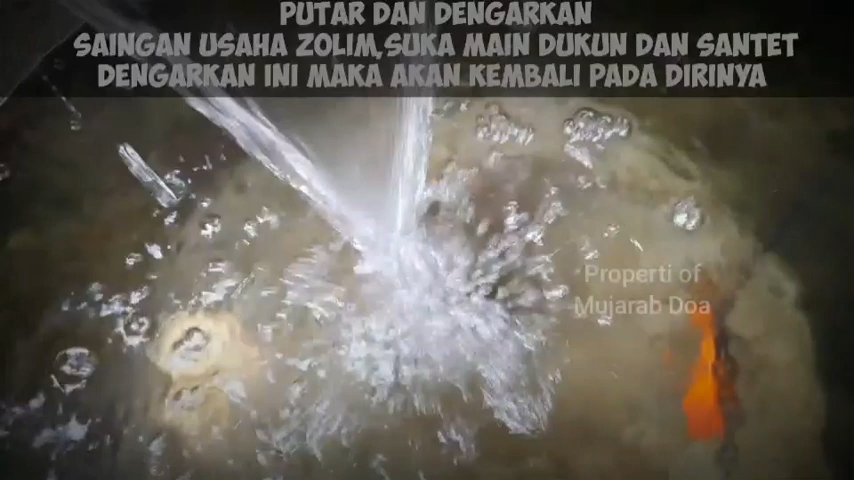 PUTAR DAN DENGARKAN
SAINGAN USAHA ZOLIM,SUKA MAIN DUKUN DAN SANTET
DENGARKAN INI MAKA AKAN KEMBALI PADA DIRINYA
Properti of
Mujarab Doa